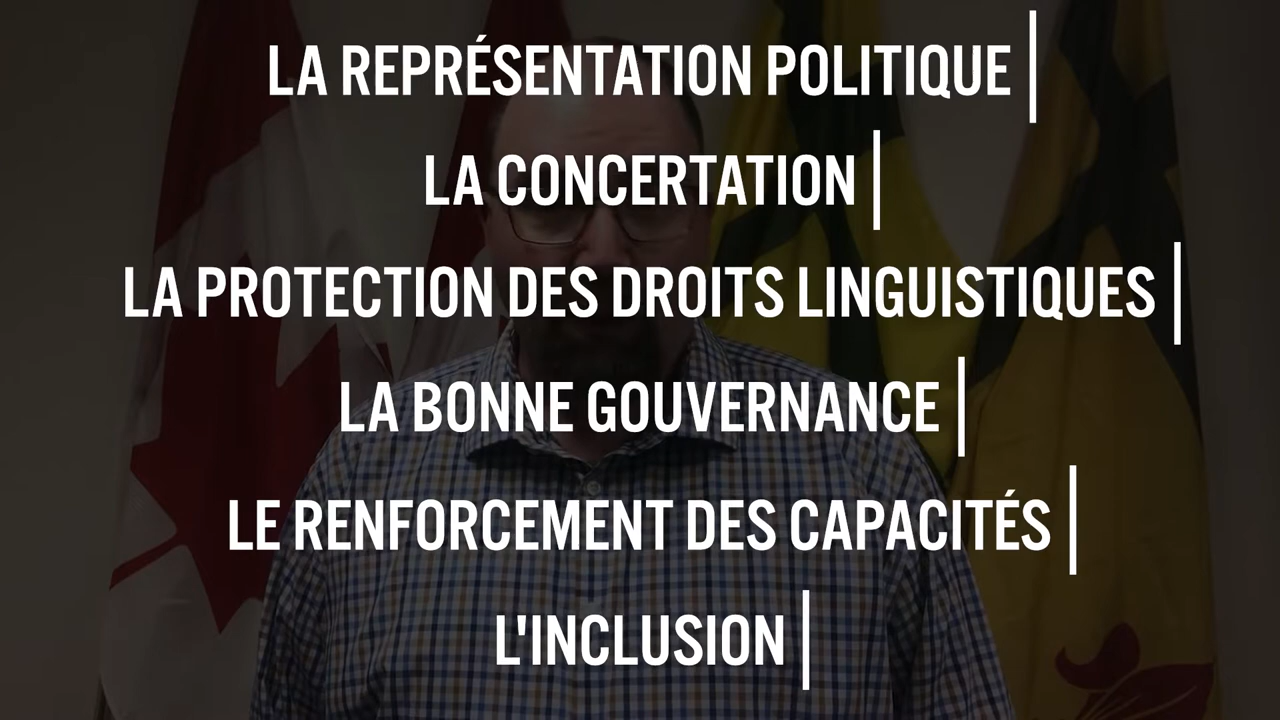 LA REPRÉSENTATION POLITIQUE
LA CONCERTATION
LA PROTECTION DES DROITS LINGUISTIQUES
LA BONNE GOUVERNANCE
LE RENFORCEMENT DES CAPACITÉS
L'INCLUSION